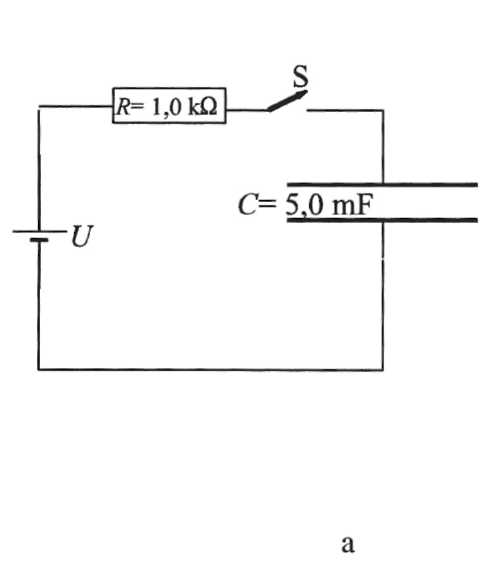 S
R= 1,0 kΩ
C= 5,0 mF
U
a